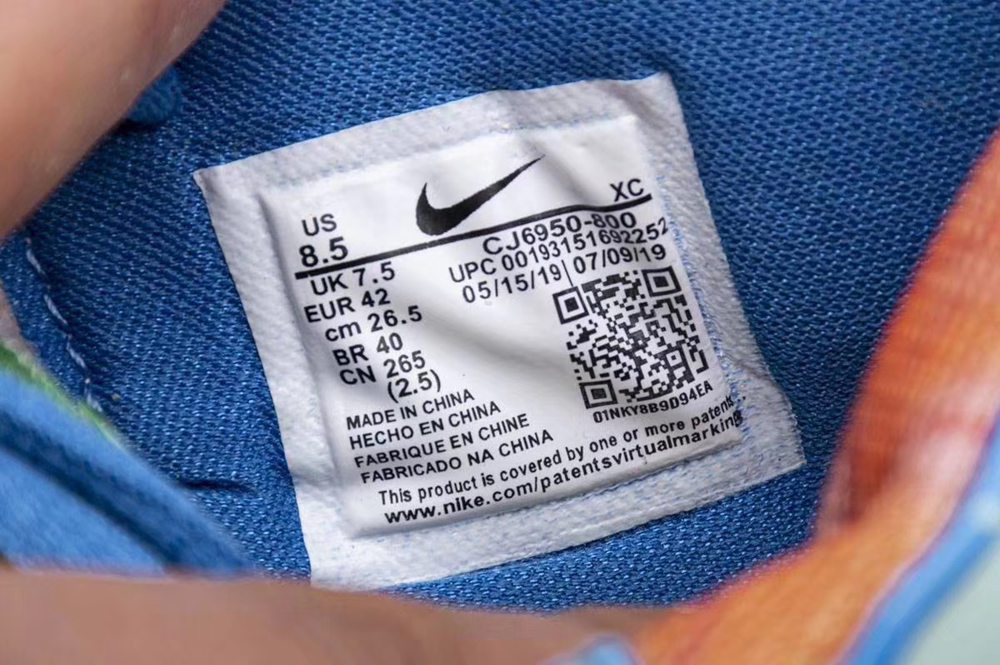 US
8.5
XC
UK 7.5
EUR 42
cm 26.5
BR 40
CN 265
(2.5)
CJ6950-800
UPC 00193151692252
05/15/19 07/09/19
01NKY8B9D94EA
MADE IN CHINA
HECHO EN CHINA
FABRIQUE EN CHINE
FABRICADO NA CHINA
This product is covered by one or more patents
www.nike.com/patentsvirtualmarking